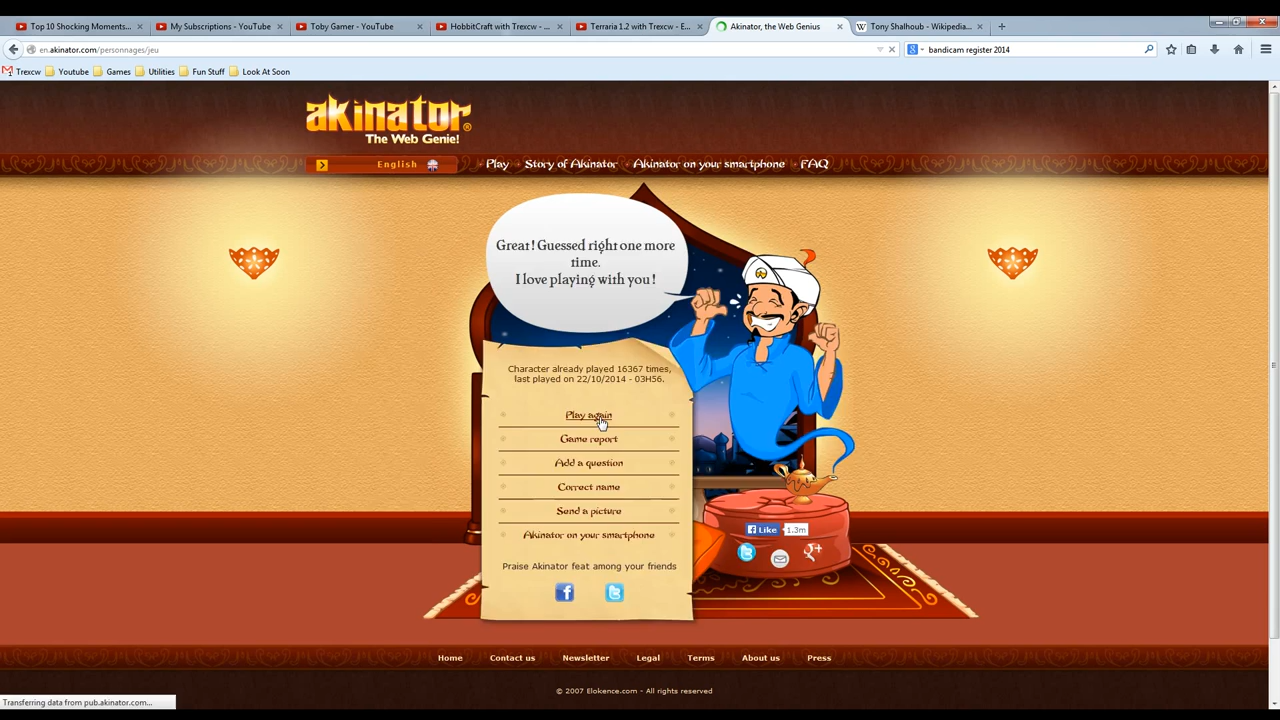 Top 10 Shocking Moments...
My Subscriptions - YouTube
Toby Gamer - YouTube
HobbitCraft with Trexcw - ...
Terraria 1.2 with Trexcw - E...
Akinator, the Web Genius
Tony Shalhoub - Wikipedia...
en.akinator.com/personnages/jeu
bandicam register 2014
Trexcw
Youtube
Games
Utilities
Fun Stuff
Look At Soon
akinator®
The Web Genie!
English
Play
Story of Akinator
Akinator on your smartphone
FAQ
Great ! Guessed right one more
time.
I love playing with you !
Character already played 16367 times,
last played on 22/10/2014 - 03H56.
Play again
Game report
Add a question
Correct name
Send a picture
Akinator on your smartphone
Like
1.3m
Praise Akinator feat among your friends
Home
Contact us
Newsletter
Legal
Terms
About us
Press
© 2007 Elokence.com - All rights reserved
Transferring data from pub.akinator.com...